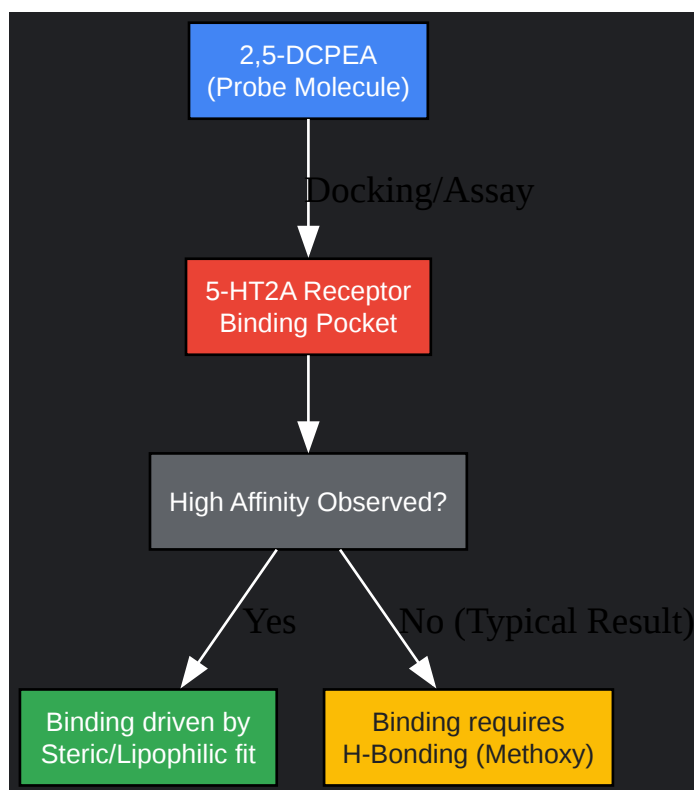 2,5-DCPEA
(Probe Molecule)
Docking/Assay
5-HT2A Receptor
Binding Pocket
High Affinity Observed?
Yes
No (Typical Result)
Binding driven by
Steric/Lipophilic fit
Binding requires
H-Bonding (Methoxy)